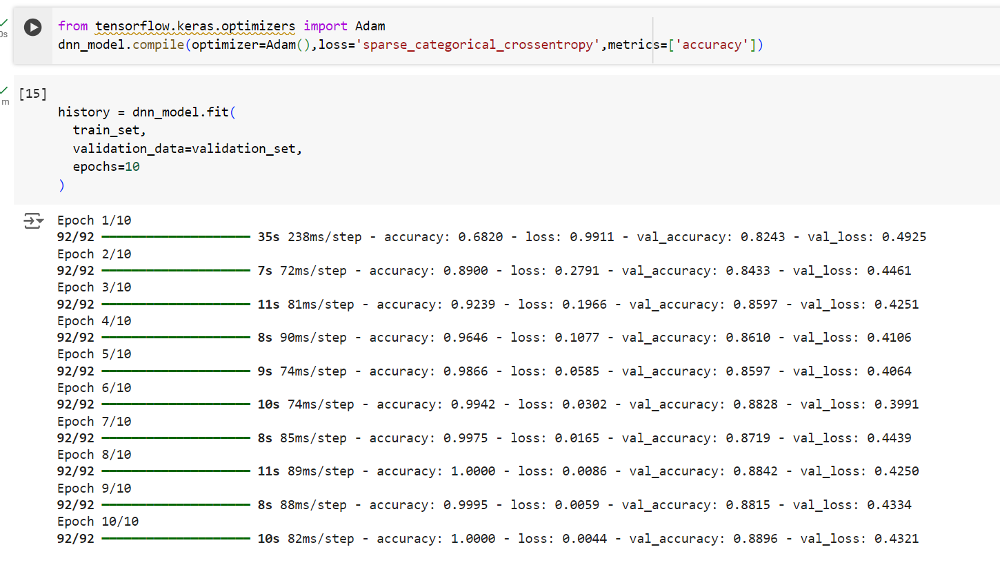 from tensorflow.keras.optimizers import Adam
0s
dnn_model.compile(optimizer=Adam(),loss='sparse_categorical_crossentropy',metrics=['accuracy'])
[15]
m
history = dnn_model.fit(
train_set,
validation_data=validation_set,
epochs=10
)
Epoch 1/10
92/92 35s 238ms/step - accuracy: 0.6820 - loss: 0.9911 - val_accuracy: 0.8243 - val_loss: 0.4925
Epoch 2/10
92/92 7s 72ms/step - accuracy: 0.8900 - loss: 0.2791 - val_accuracy: 0.8433 - val_loss: 0.4461
Epoch 3/10
92/92 11s 81ms/step - accuracy: 0.9239 - loss: 0.1966 - val_accuracy: 0.8597 - val_loss: 0.4251
Epoch 4/10
92/92 8s 90ms/step - accuracy: 0.9646 - loss: 0.1077 - val_accuracy: 0.8610 - val_loss: 0.4106
Epoch 5/10
92/92 9s 74ms/step - accuracy: 0.9866 - loss: 0.0585 - val_accuracy: 0.8597 - val_loss: 0.4064
Epoch 6/10
92/92 10s 74ms/step - accuracy: 0.9942 - loss: 0.0302 - val_accuracy: 0.8828 - val_loss: 0.3991
Epoch 7/10
92/92 8s 85ms/step - accuracy: 0.9975 - loss: 0.0165 - val_accuracy: 0.8719 - val_loss: 0.4439
Epoch 8/10
92/92 11s 89ms/step - accuracy: 1.0000 - loss: 0.0086 - val_accuracy: 0.8842 - val_loss: 0.4250
Epoch 9/10
92/92 8s 88ms/step - accuracy: 0.9995 - loss: 0.0059 - val_accuracy: 0.8815 - val_loss: 0.4334
Epoch 10/10
92/92 10s 82ms/step - accuracy: 1.0000 - loss: 0.0044 - val_accuracy: 0.8896 - val_loss: 0.4321